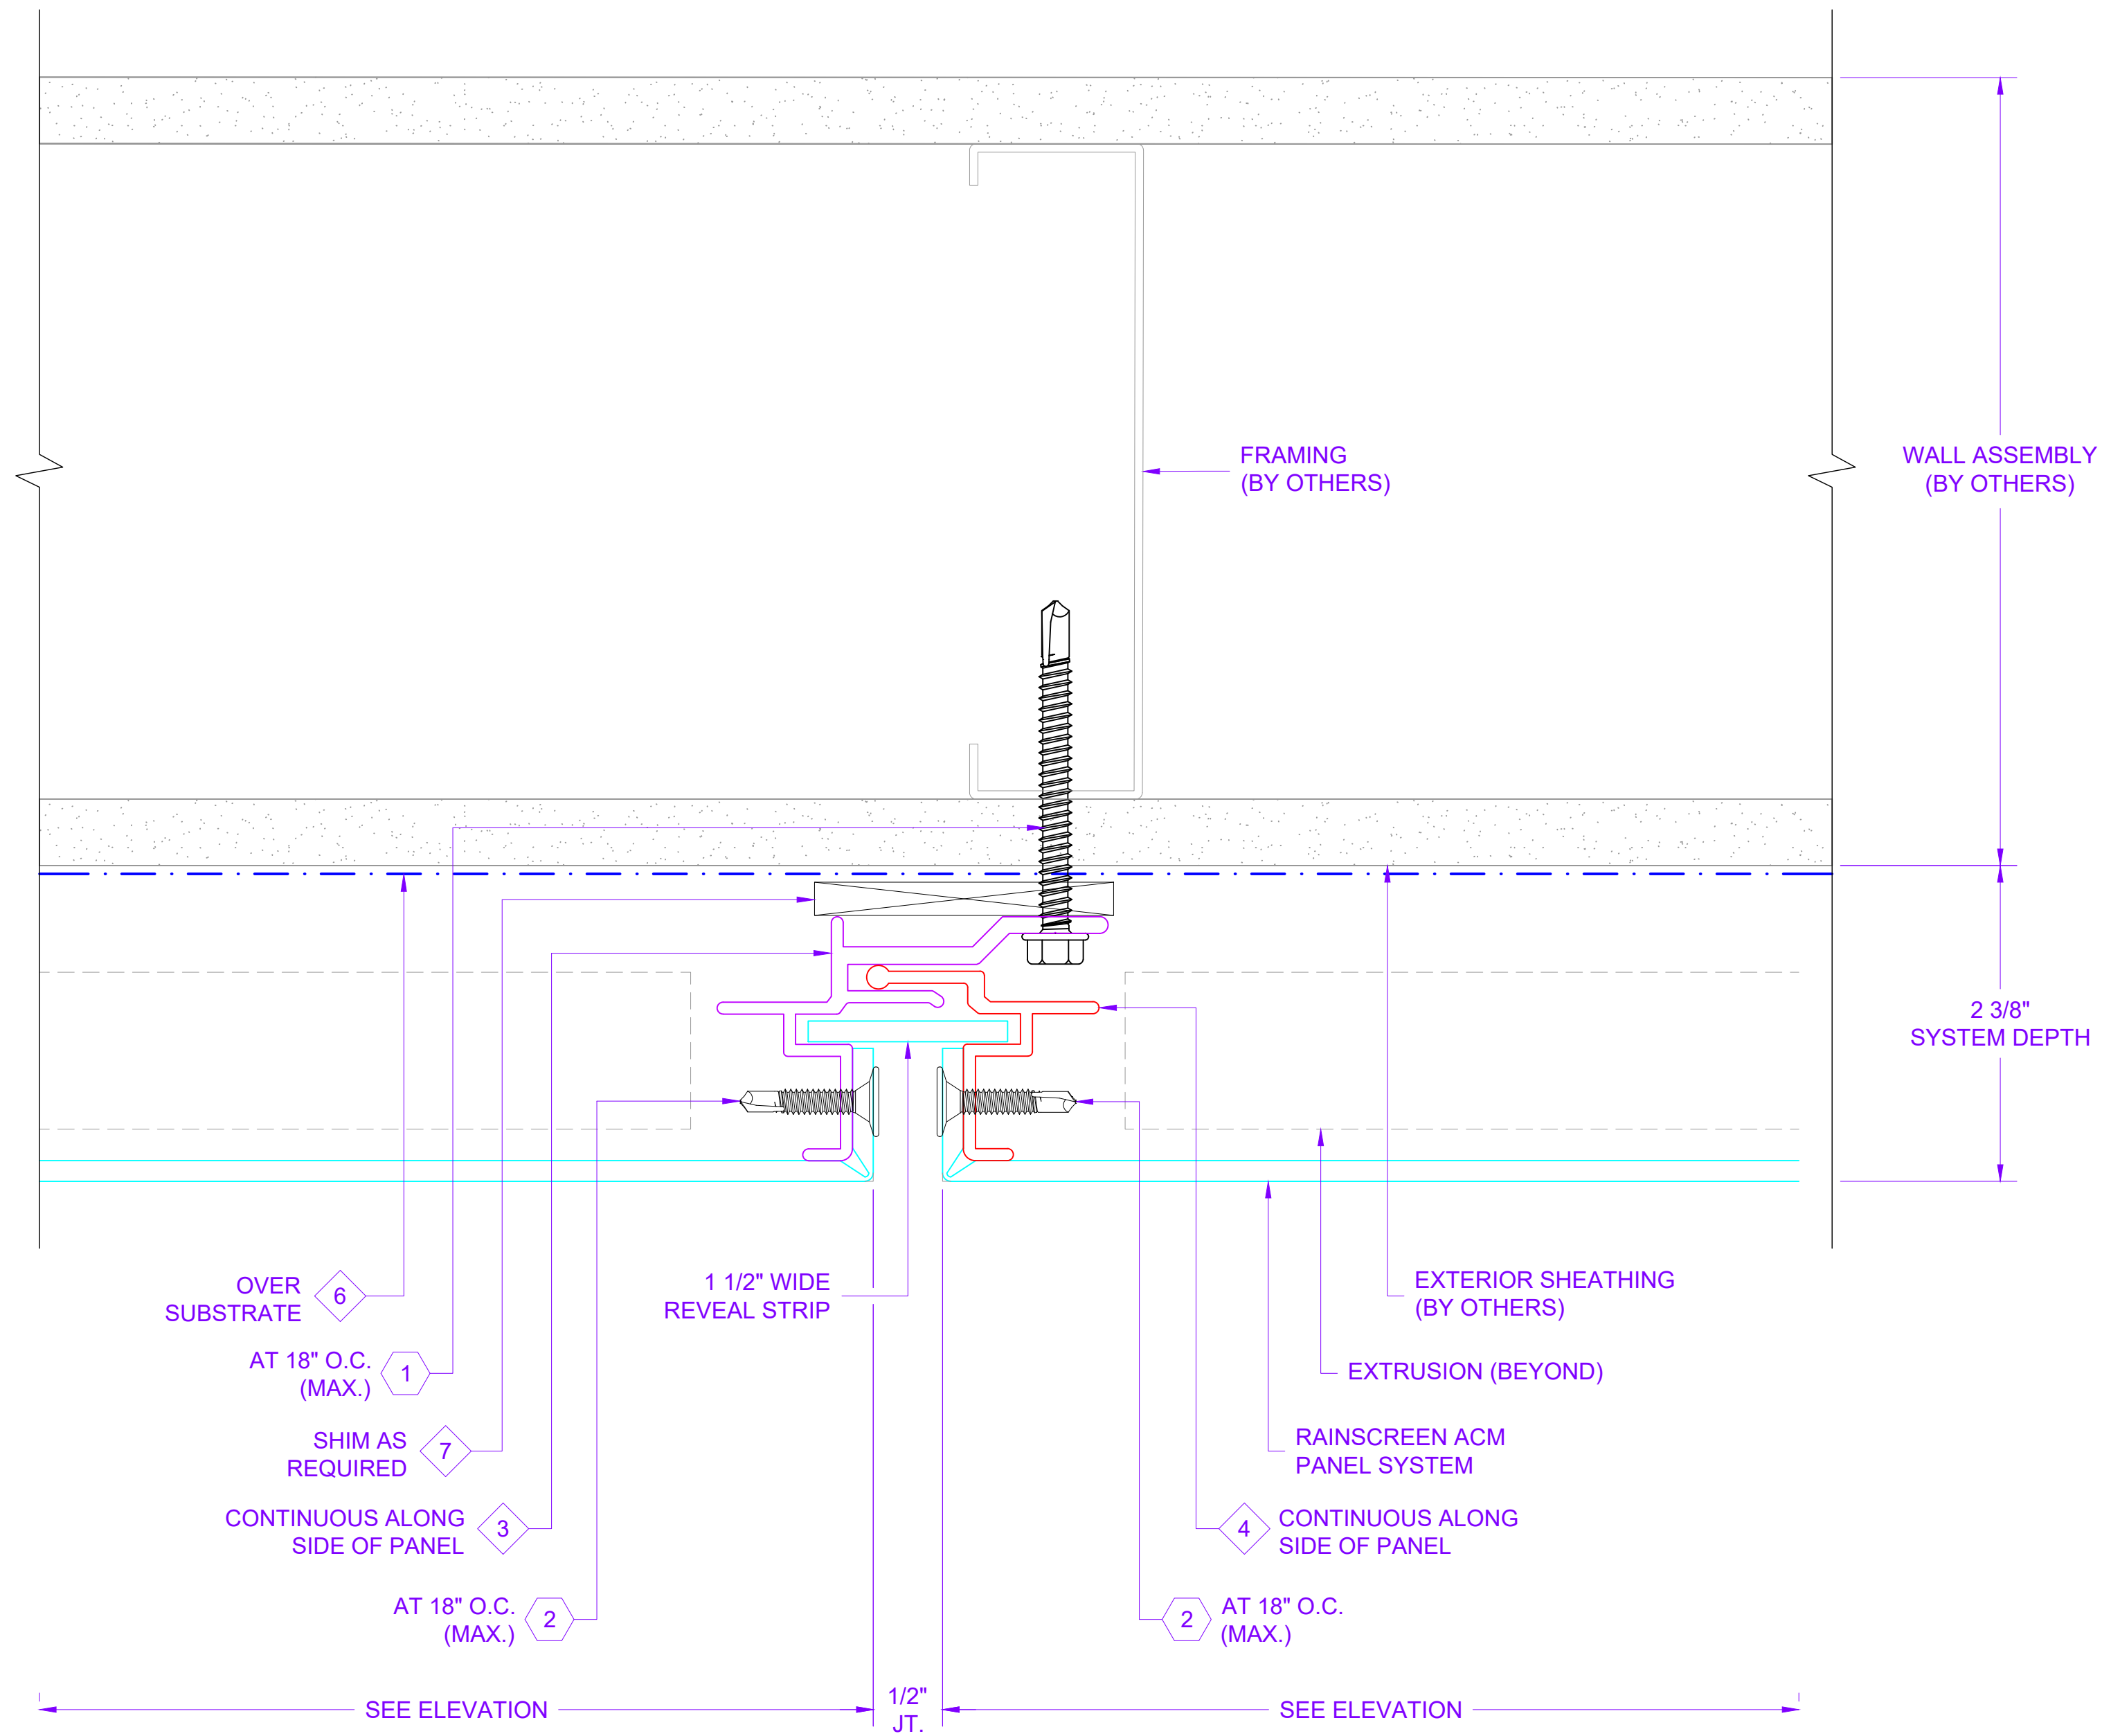 FRAMING
(BY OTHERS)
WALL ASSEMBLY
(BY OTHERS)
2 3/8"
SYSTEM DEPTH
OVER
SUBSTRATE
6
1 1/2" WIDE
REVEAL STRIP
EXTERIOR SHEATHING
(BY OTHERS)
AT 18" O.C.
(MAX.)
1
EXTRUSION (BEYOND)
SHIM AS
REQUIRED
7
RAINSCREEN ACM
PANEL SYSTEM
CONTINUOUS ALONG
SIDE OF PANEL
3
4
CONTINUOUS ALONG
SIDE OF PANEL
AT 18" O.C.
(MAX.)
2
2
AT 18" O.C.
(MAX.)
SEE ELEVATION
1/2"
JT.
SEE ELEVATION